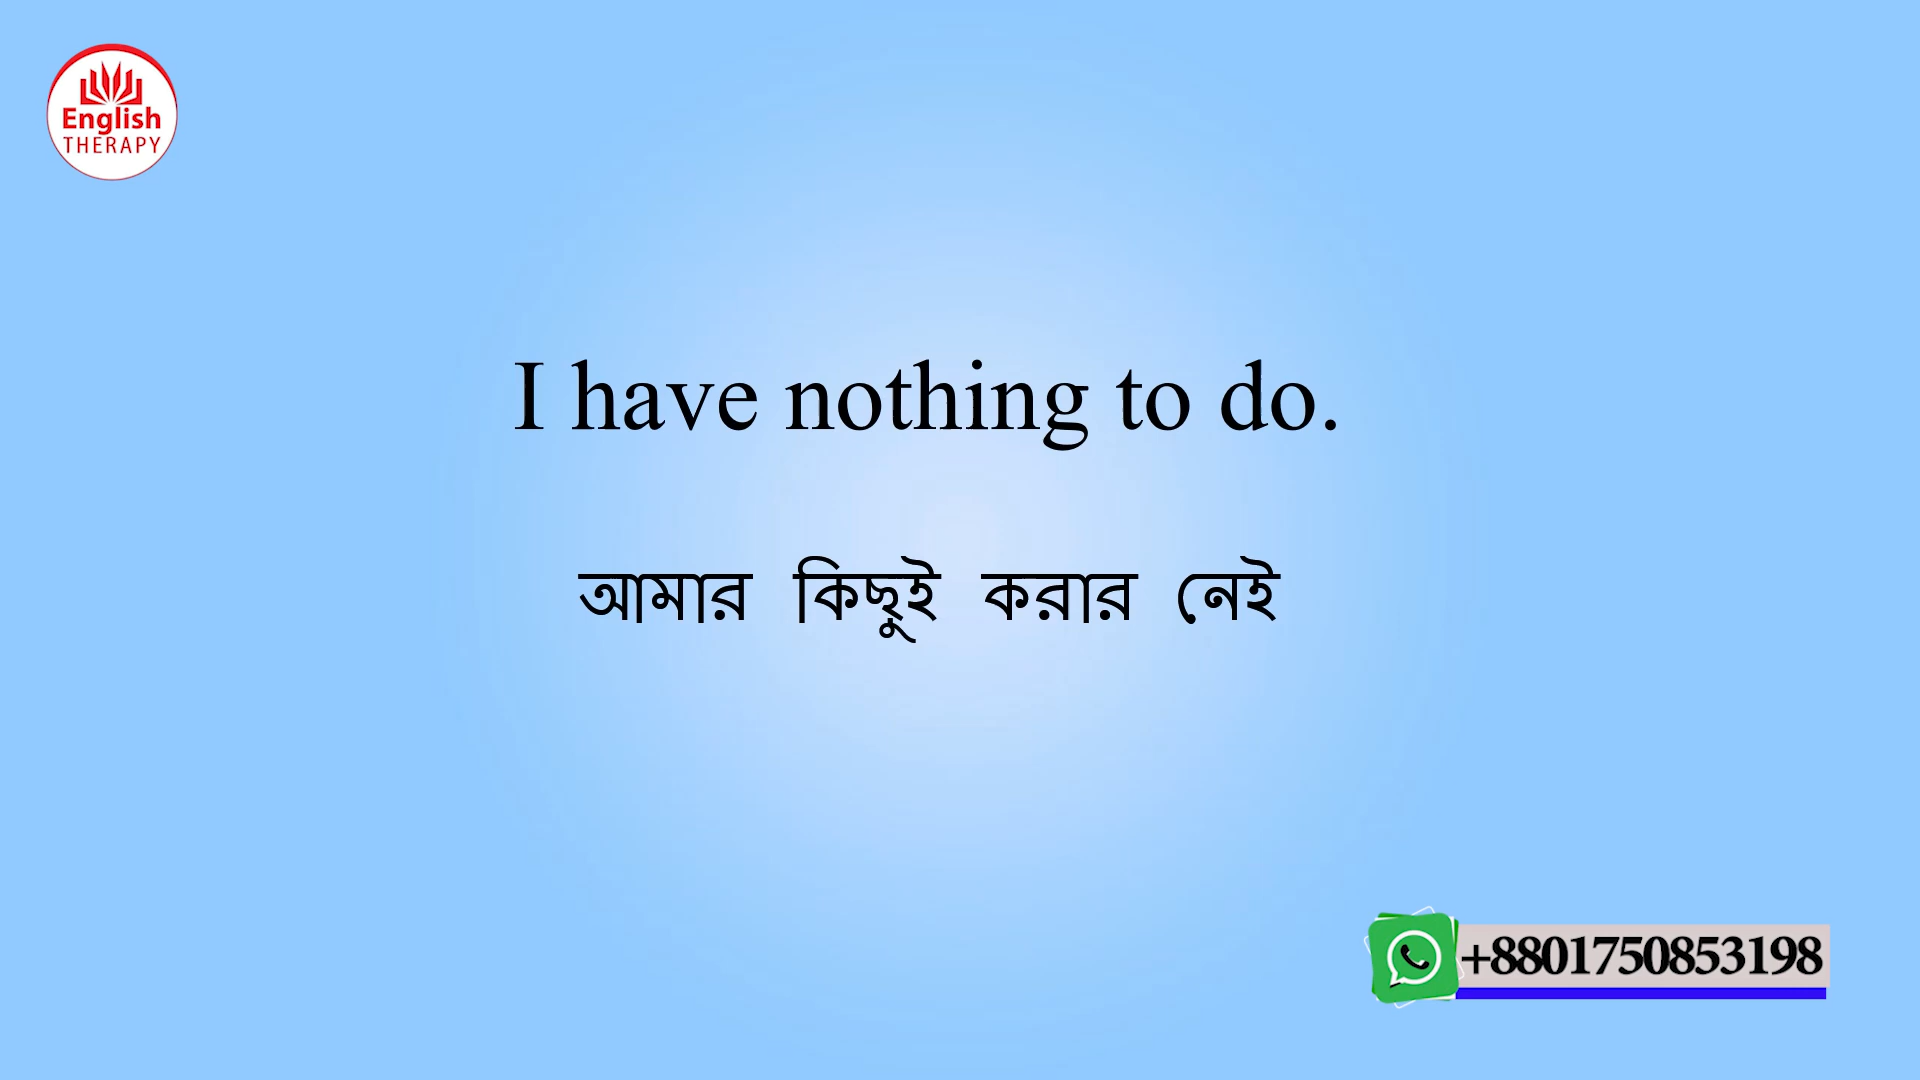 English
THERAPY
I have nothing to do.
আমার কিছুই করার নেই
+8801750853198